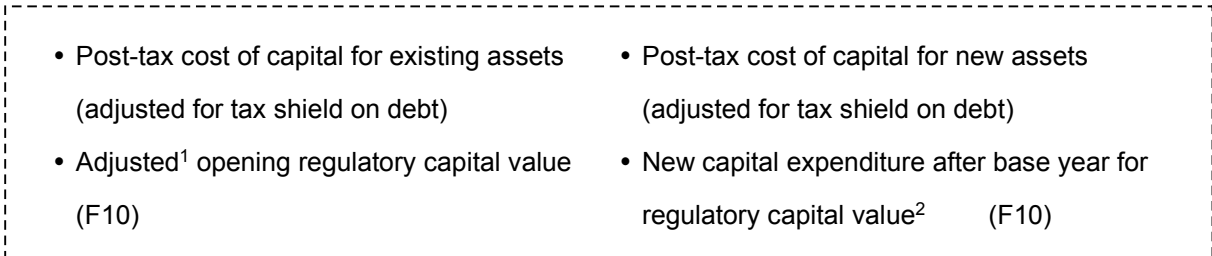 • Post-tax cost of capital for existing assets
(adjusted for tax shield on debt)
• Adjusted¹ opening regulatory capital value
(F10)
• Post-tax cost of capital for new assets
(adjusted for tax shield on debt)
• New capital expenditure after base year for
regulatory capital value² (F10)